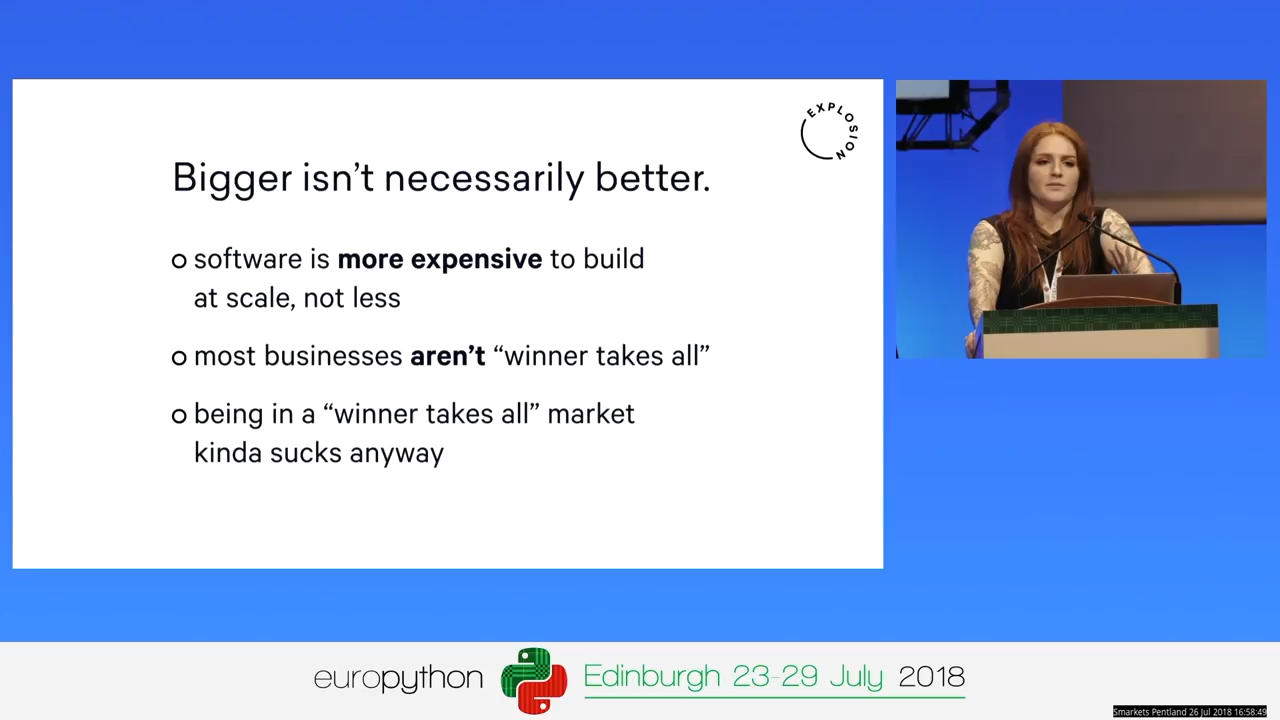 EXPLOSION
Bigger isn’t necessarily better.
software is more expensive to build
at scale, not less
most businesses aren’t “winner takes all”
being in a “winner takes all” market
kinda sucks anyway
europython Edinburgh 23-29 July 2018
Smarkets Pentland 26 Jul 2018 16:58:49